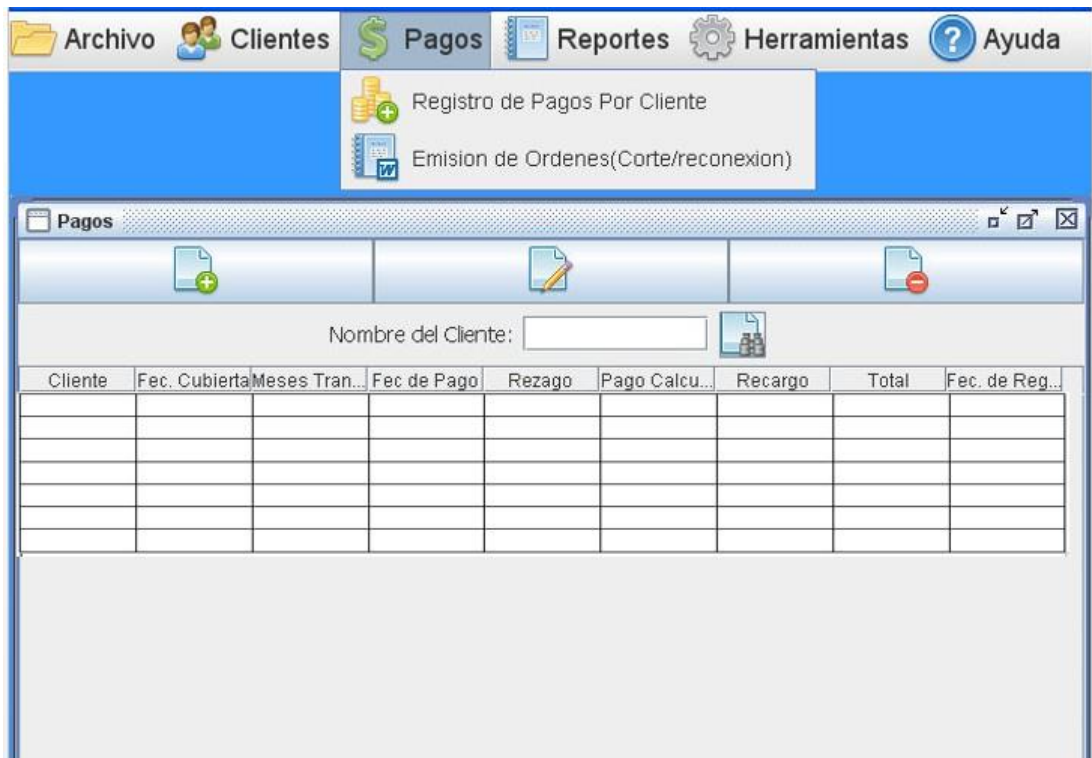 Archivo Clientes Pagos Reportes Herramientas Ayuda
Registro de Pagos Por Cliente
Emision de Ordenes(Corte/reconexion)
Pagos
Nombre del Cliente:
Cliente Fec. Cubierta Meses Tran... Fec de Pago Rezago Pago Calcu... Recargo Total Fec. de Reg...